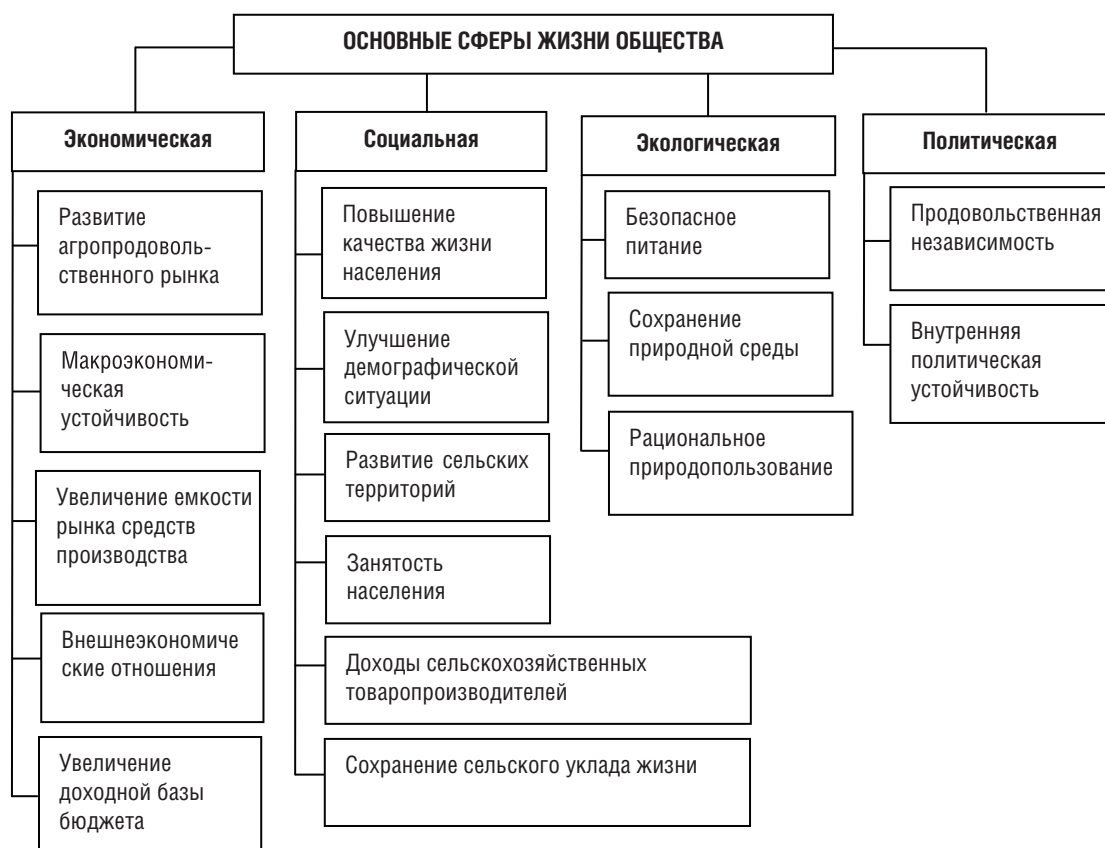 ОСНОВНЫЕ СФЕРЫ ЖИЗНИ ОБЩЕСТВА
Экономическая
Развитие
агропродоволь-
ственного рынка
Макроэкономи-
ческая
устойчивость
Увеличение емкости
рынка средств
производства
Внешнеэкономиче
ские отношения
Увеличение
доходной базы
бюджета
Социальная
Повышение
качества жизни
населения
Улучшение
демографической
ситуации
Развитие сельских
территорий
Занятость
населения
Доходы сельскохозяйственных
товаропроизводителей
Сохранение сельского уклада жизни
Экологическая
Безопасное
питание
Сохранение
природной среды
Рациональное
природопользование
Политическая
Продовольственная
независимость
Внутренняя
политическая
устойчивость